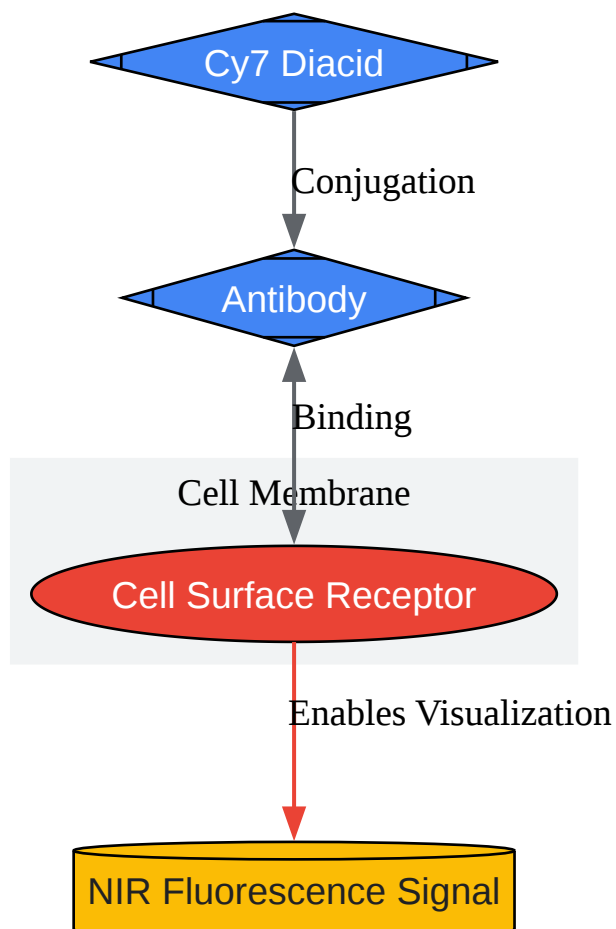 Cy7 Diacid
Conjugation
Antibody
Binding
Cell Membrane
Cell Surface Receptor
Enables Visualization
NIR Fluorescence Signal